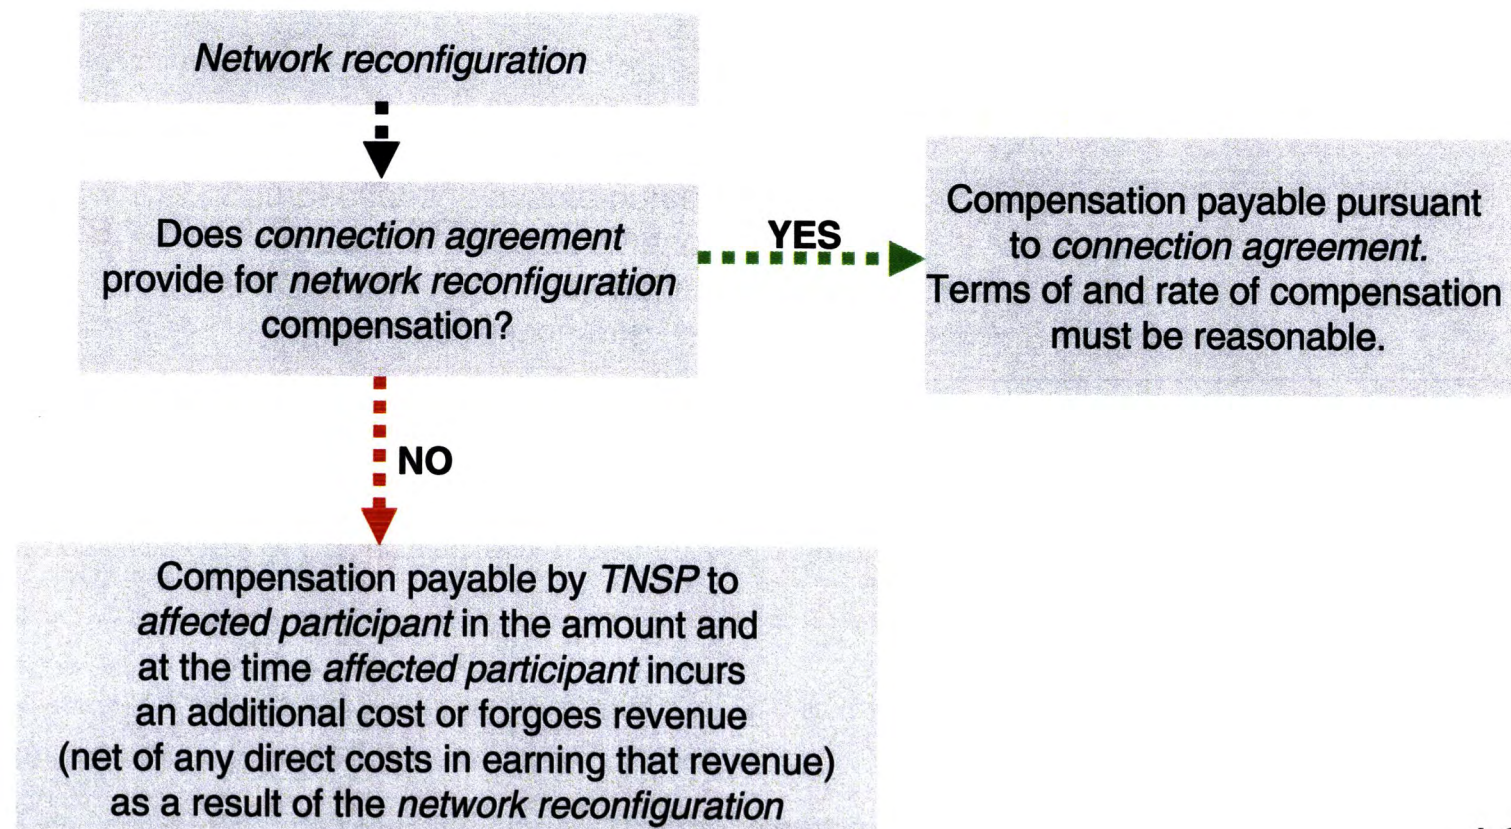 Network reconfiguration
Does connection agreement
provide for network reconfiguration
compensation?
YES
Compensation payable pursuant
to connection agreement.
Terms of and rate of compensation
must be reasonable.
NO
Compensation payable by TNSP to
affected participant in the amount and
at the time affected participant incurs
an additional cost or forgoes revenue
(net of any direct costs in earning that revenue)
as a result of the network reconfiguration